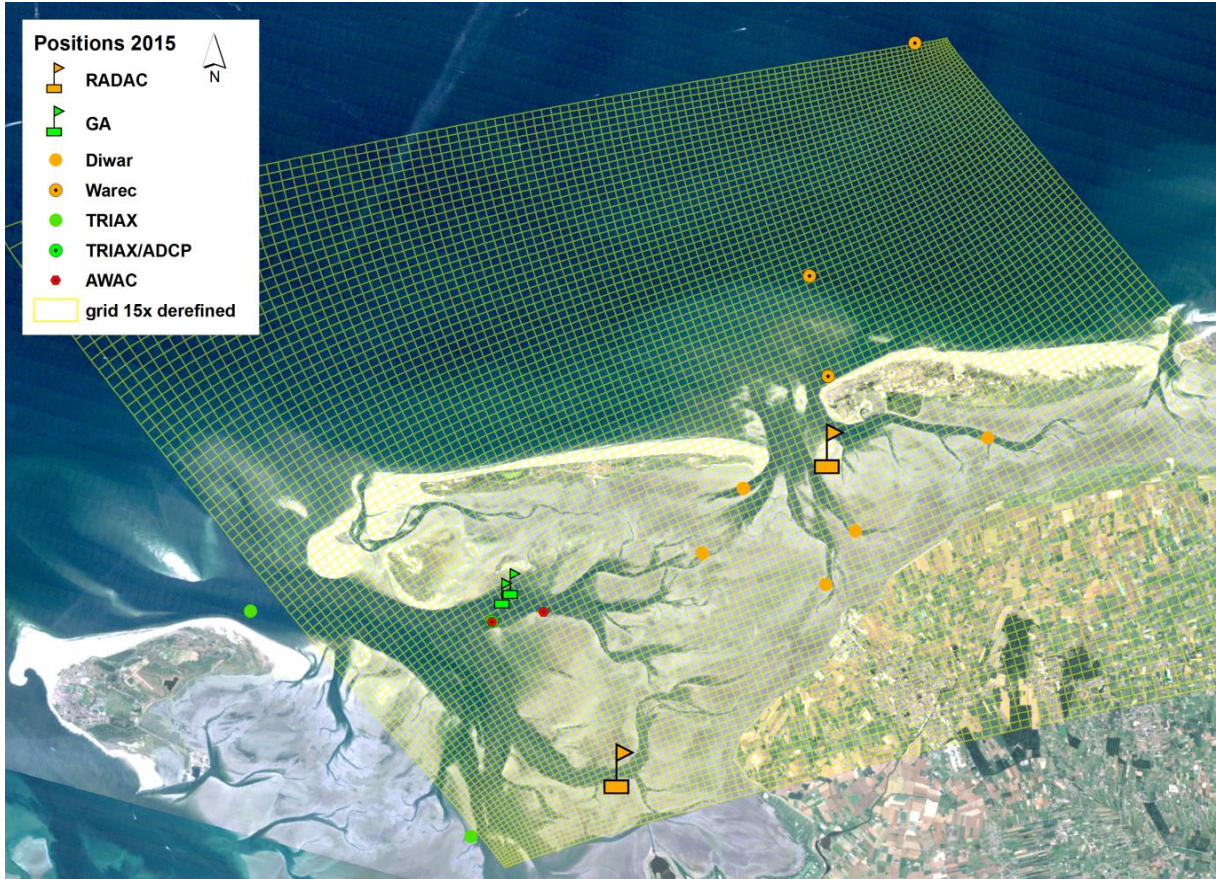 Positions 2015
N
RADAC
GA
Diwar
Warec
TRIAX
TRIAX/ADCP
AWAC
grid 15x derefined